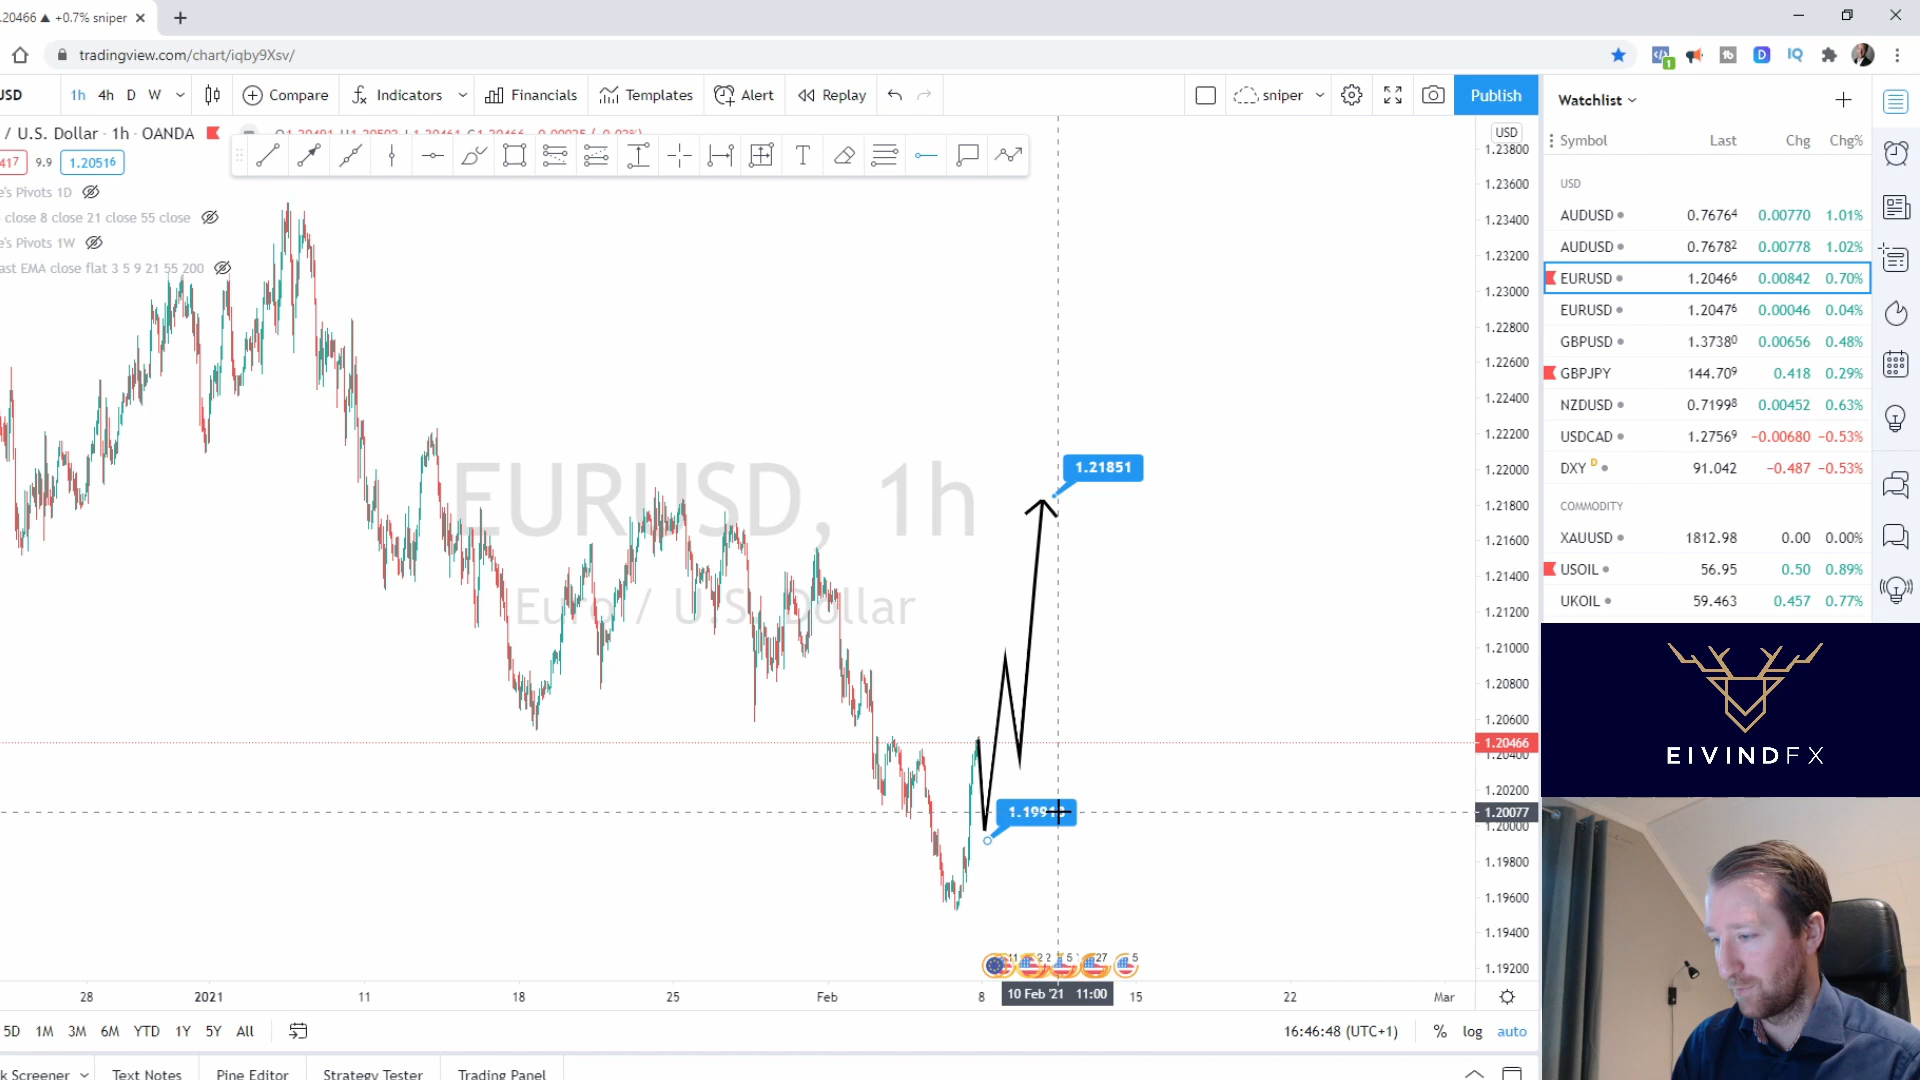 .20466 ▲ +0.7% sniper
tradingview.com/chart/iqby9Xsv/
1
SD 1h 4h D W Compare Indicators Financials Templates Alert Replay sniper Publish
/ U.S. Dollar · 1h · OANDA
417 9.9 1.20516
e's Pivots 1D
close 8 close 21 close 55 close
e's Pivots 1W
ast EMA close flat 3 5 9 21 55 200
EURUSD, 1h
Euro / U.S. Dollar
1.21851
USD
1.23800
1.23600
1.23400
1.23200
1.23000
1.22800
1.22600
1.22400
1.22200
1.22000
1.21800
1.21600
1.21400
1.21200
1.21000
1.20800
1.20600
1.20466
1.20400
1.20200
1.20077
1.20000
1.19800
1.19600
1.19400
1.19200
28 2021 11 18 25 Feb 8 10 Feb '21 11:00 15 22 Mar
5D 1M 3M 6M YTD 1Y 5Y All
16:46:48 (UTC+1) % log auto
k Screener Text Notes Pine Editor Strategy Tester Trading Panel
Watchlist
Symbol Last Chg Chg%
USD
AUDUSD 0.76764 0.00770 1.01%
AUDUSD 0.76782 0.00778 1.02%
EURUSD 1.20466 0.00842 0.70%
EURUSD 1.20476 0.00046 0.04%
GBPUSD 1.37380 0.00656 0.48%
GBPJPY 144.709 0.418 0.29%
NZDUSD 0.71998 0.00452 0.63%
USDCAD 1.27569 −0.00680 −0.53%
DXY D 91.042 −0.487 −0.53%
COMMODITY
XAUUSD 1812.98 0.00 0.00%
USOIL 56.95 0.50 0.89%
UKOIL 59.463 0.457 0.77%
EIVINDFX